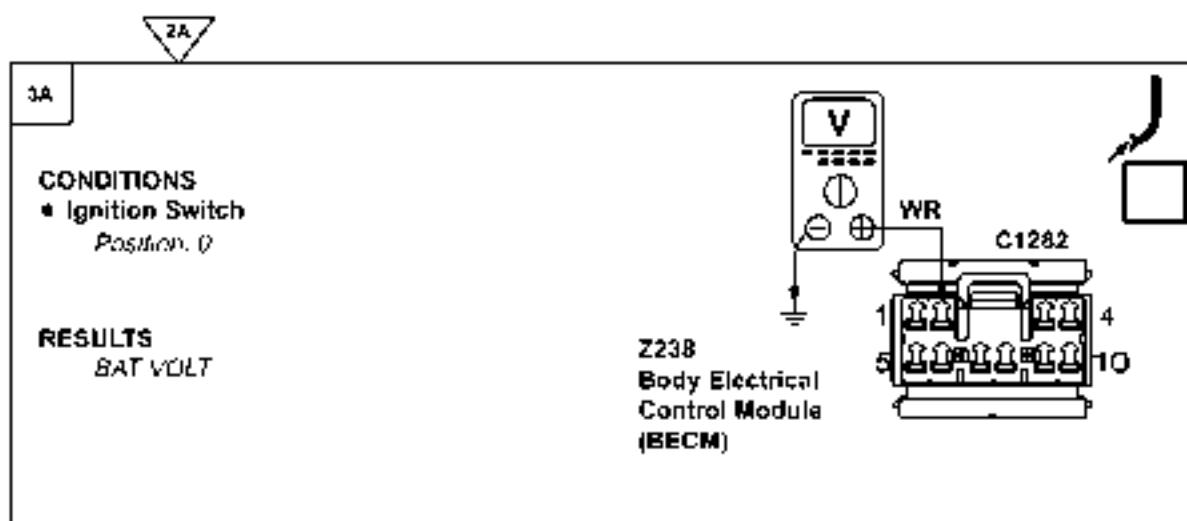 2A
3A
CONDITIONS
• Ignition Switch
Position: 0
RESULTS
BAT VOLT
V
WR
C1282
1
4
5
10
Z238
Body Electrical
Control Module
(BECM)